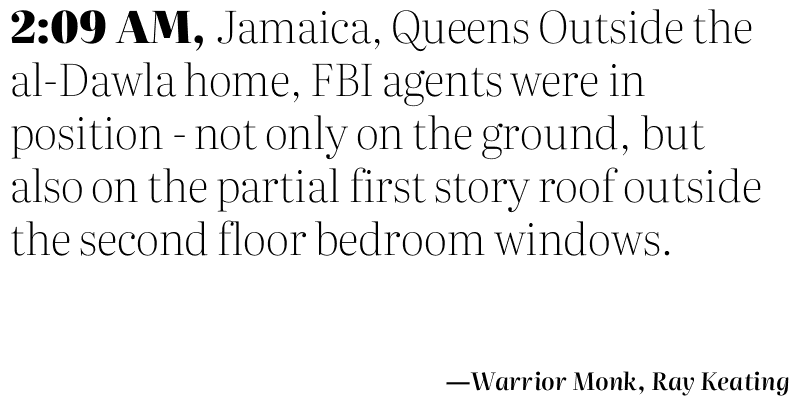 2:09 AM, Jamaica, Queens Outside the
al-Dawla home, FBI agents were in
position - not only on the ground, but
also on the partial first story roof outside
the second floor bedroom windows.
—Warrior Monk, Ray Keating